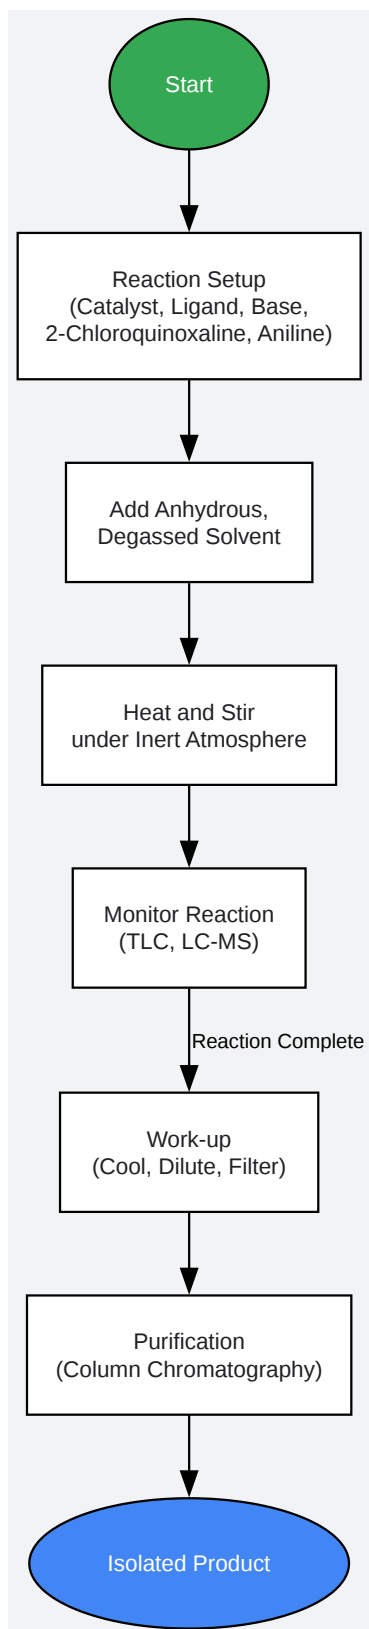 Start
Reaction Setup
(Catalyst, Ligand, Base,
2-Chloroquinoxaline, Aniline)
Add Anhydrous,
Degassed Solvent
Heat and Stir
under Inert Atmosphere
Monitor Reaction
(TLC, LC-MS)
Reaction Complete
Work-up
(Cool, Dilute, Filter)
Purification
(Column Chromatography)
Isolated Product